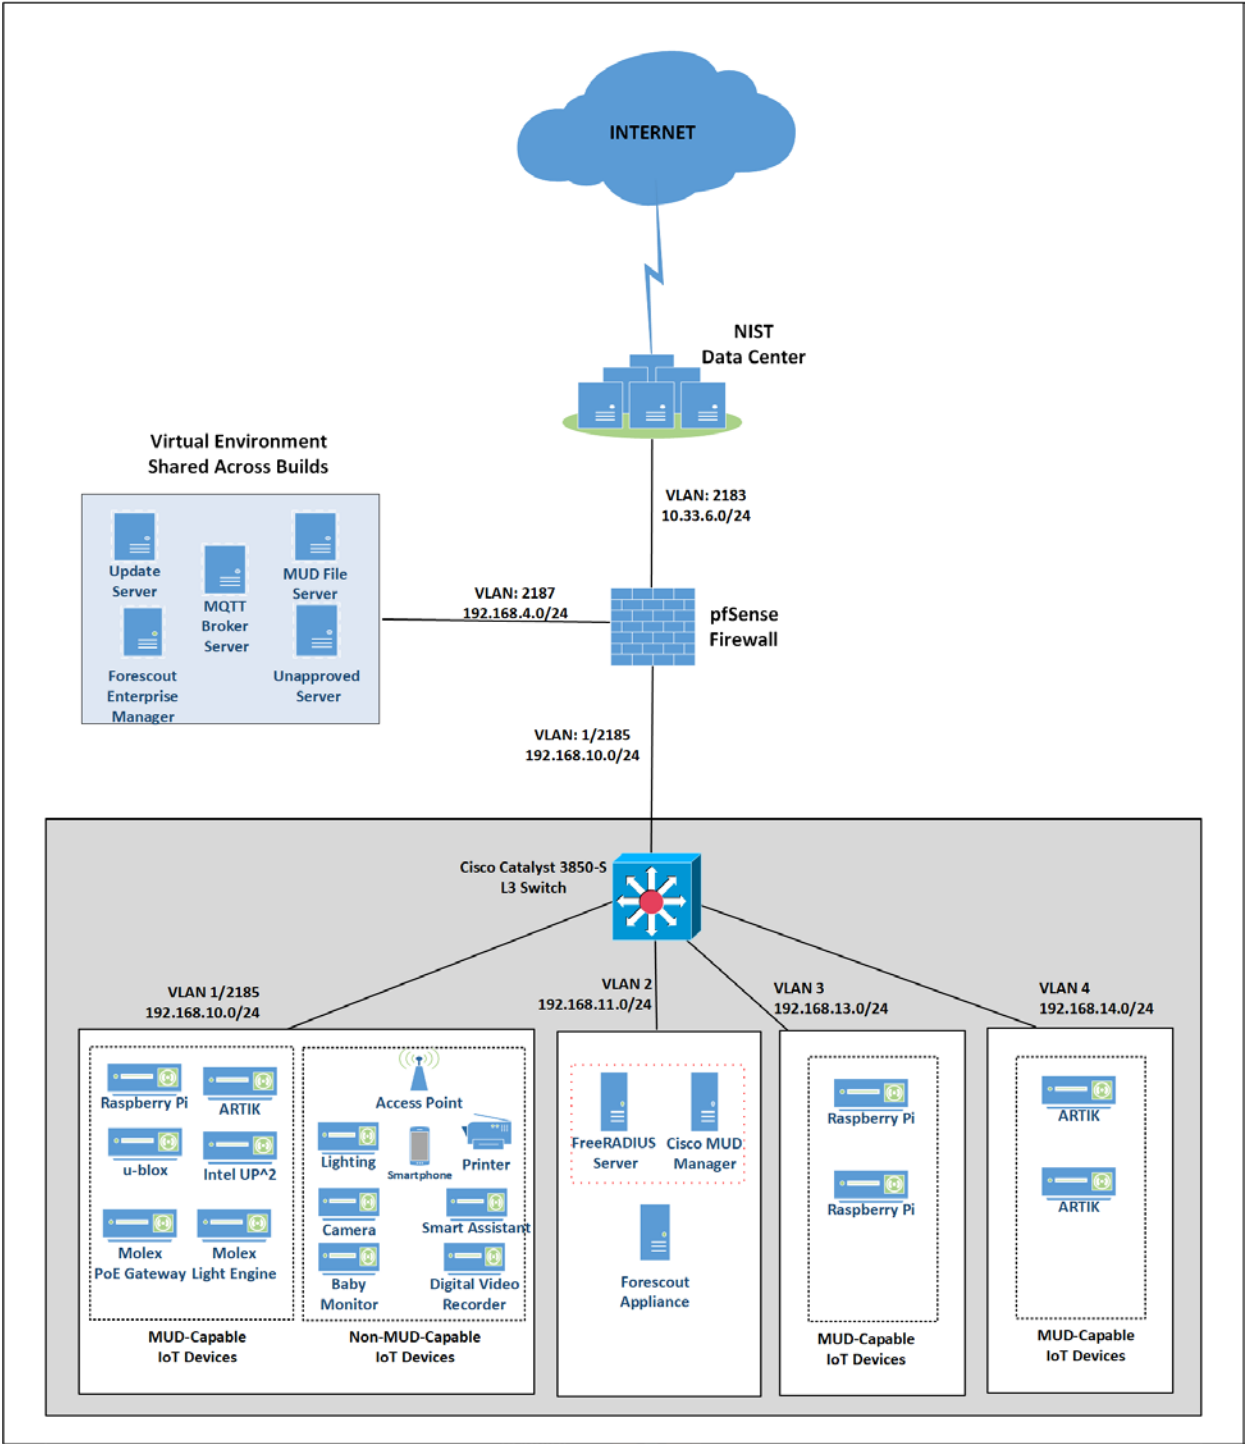 INTERNET
NIST
Data Center
Virtual Environment
Shared Across Builds
VLAN: 2183
10.33.6.0/24
Update
Server
MQTT
Broker
Server
MUD File
Server
Forescout
Enterprise
Manager
Unapproved
Server
VLAN: 2187
192.168.4.0/24
pfSense
Firewall
VLAN: 1/2185
192.168.10.0/24
Cisco Catalyst 3850-S
L3 Switch
VLAN 1/2185
192.168.10.0/24
VLAN 2
192.168.11.0/24
VLAN 3
192.168.13.0/24
VLAN 4
192.168.14.0/24
Raspberry Pi
ARTIK
u-blox
Intel UP^2
Molex
PoE Gateway
Molex
Light Engine
MUD-Capable
IoT Devices
Access Point
Lighting
Smartphone
Printer
Camera
Smart Assistant
Baby
Monitor
Digital Video
Recorder
Non-MUD-Capable
IoT Devices
FreeRADIUS
Server
Cisco MUD
Manager
Forescout
Appliance
Raspberry Pi
Raspberry Pi
MUD-Capable
IoT Devices
ARTIK
ARTIK
MUD-Capable
IoT Devices